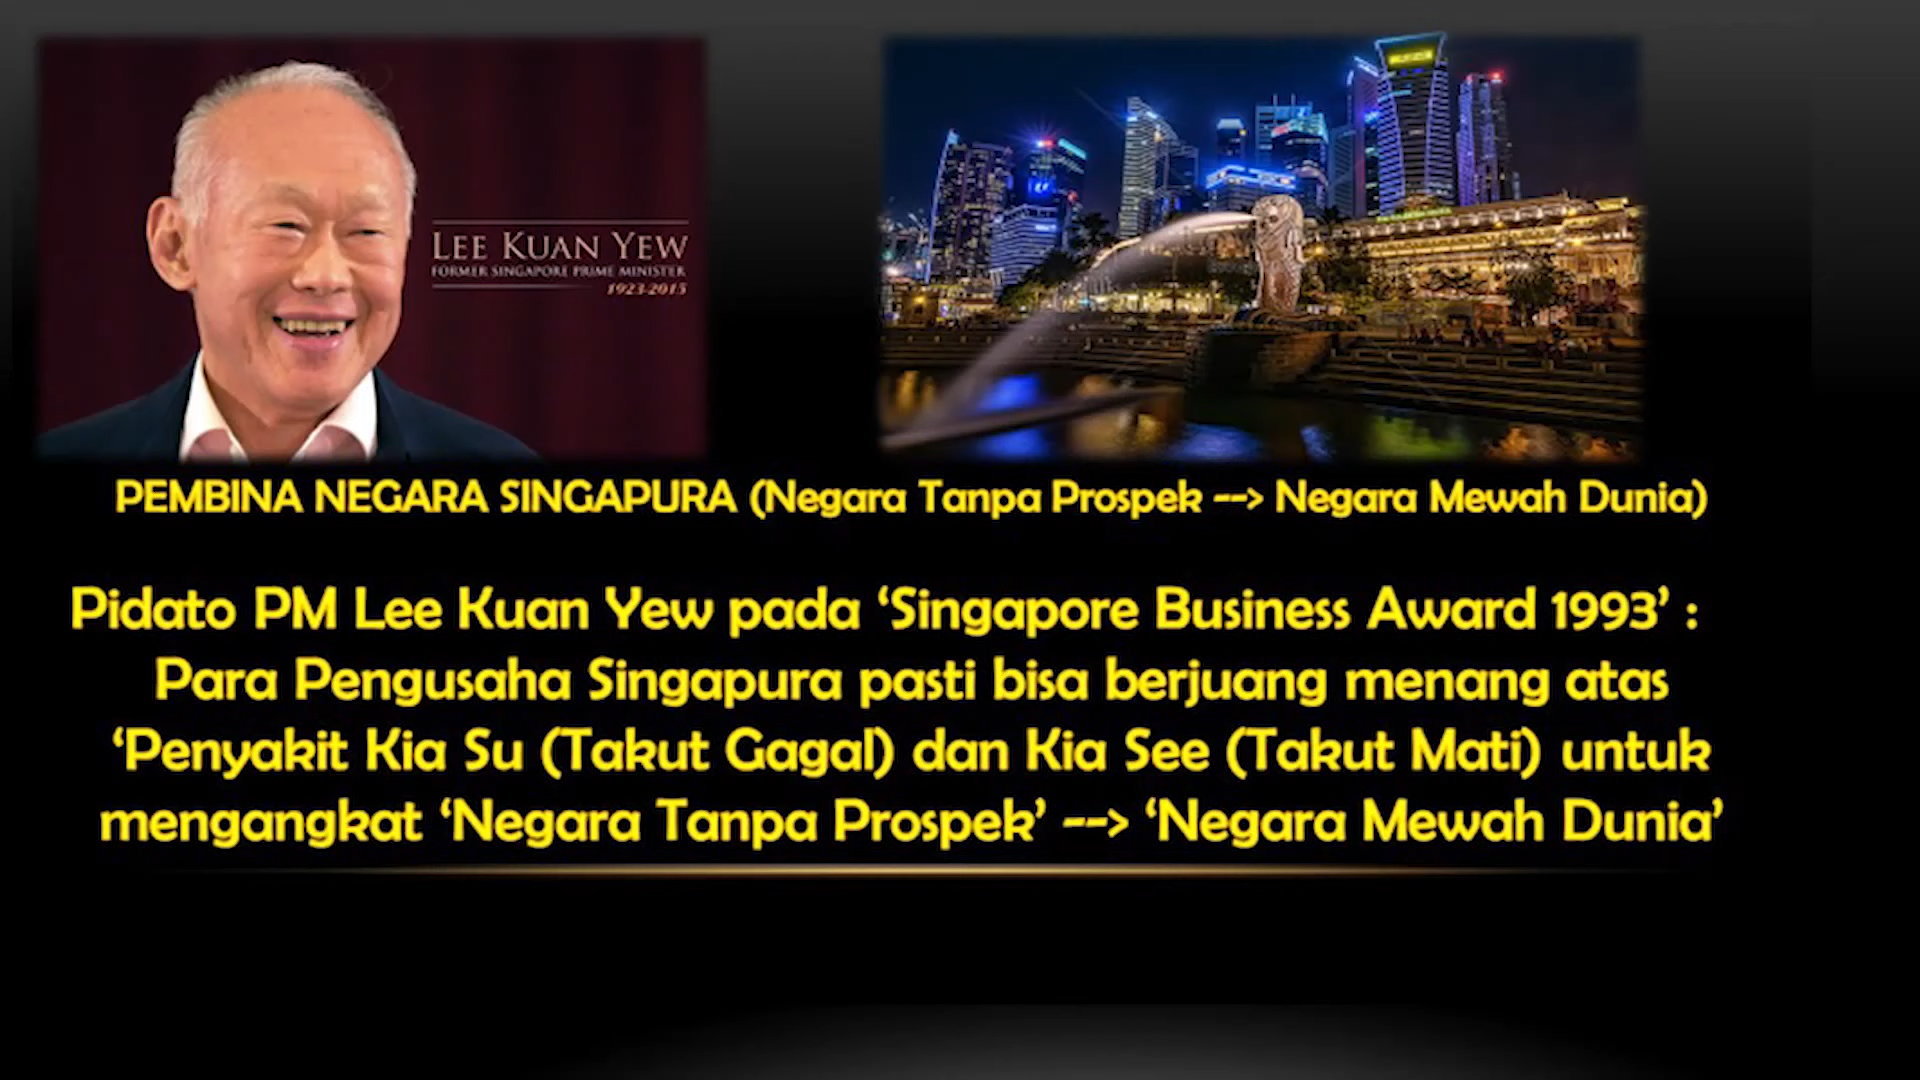 LEE KUAN YEW
FORMER SINGAPORE PRIME MINISTER
1923-2015
PEMBINA NEGARA SINGAPURA (Negara Tanpa Prospek --> Negara Mewah Dunia)
Pidato PM Lee Kuan Yew pada ‘Singapore Business Award 1993’ :
Para Pengusaha Singapura pasti bisa berjuang menang atas
‘Penyakit Kia Su (Takut Gagal) dan Kia See (Takut Mati) untuk
mengangkat ‘Negara Tanpa Prospek’ --> ‘Negara Mewah Dunia’